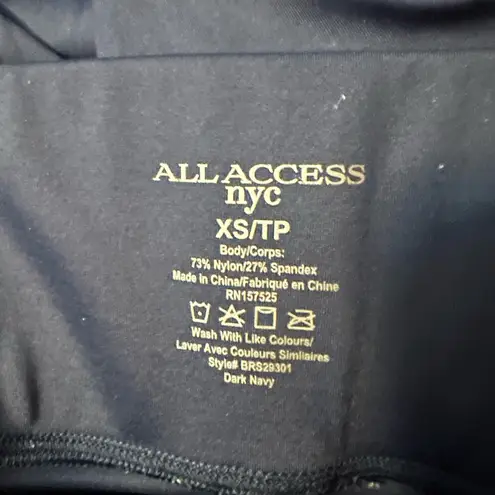 ALL ACCESS
nyc
XS/TP
Body/Corps:
73% Nylon/27% Spandex
Made in China/Fabriqué en Chine
RN157525
Wash With Like Colours/
Laver Avec Couleurs Similaires
Style# BRS29301
Dark Navy